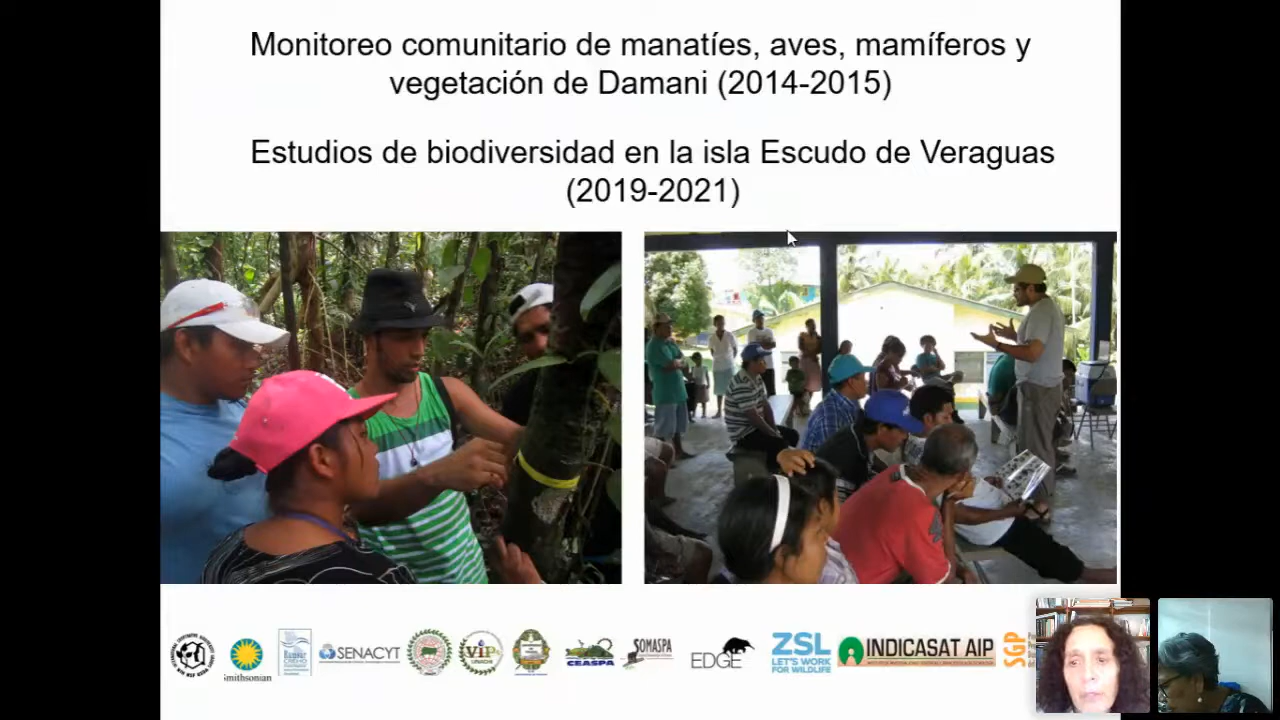 Monitoreo comunitario de manatíes, aves, mamíferos y
vegetación de Damani (2014-2015)
Estudios de biodiversidad en la isla Escudo de Veraguas
(2019-2021)
Smithsonian
SENACYT
VIP
CEASPA
SOMASPA
EDGE
ZSL
LET'S WORK
FOR WILDLIFE
INDICASAT AIP
SGP